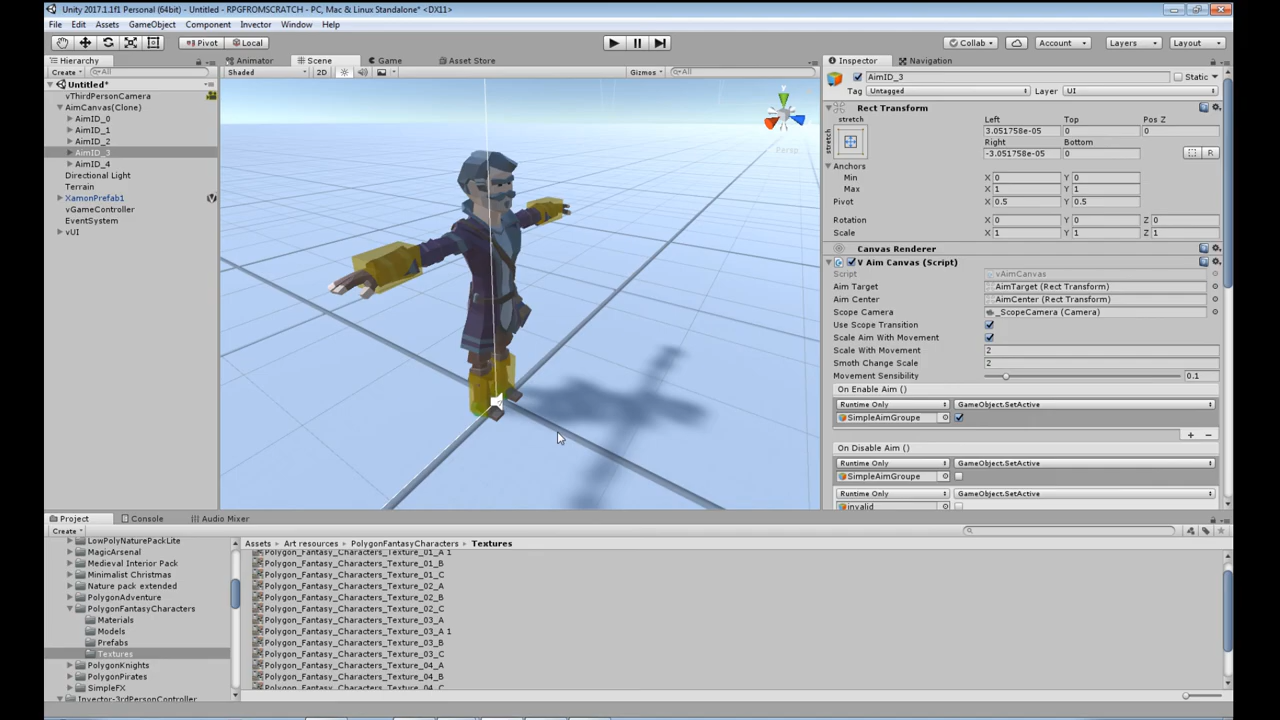 Unity 2017.1.1f1 Personal (64bit) - Untitled - RPGFROMSCRATCH - PC, Mac & Linux Standalone* <DX11>
File Edit Assets GameObject Component Invector Window Help
Pivot Local Collab Account Layers Layout
Hierarchy
Create All
Untitled*
vThirdPersonCamera
AimCanvas(Clone)
AimID_0
AimID_1
AimID_2
AimID_3
AimID_4
Directional Light
Terrain
XamonPrefab1
vGameController
EventSystem
vUI
Animator Scene Game Asset Store
Shaded 2D Gizmos All
y
Persp
Inspector Navigation
AimID_3 Static
Tag Untagged Layer UI
Rect Transform
stretch Left Top Pos Z
stretch 3.051758e-05 0 0
Right Bottom
-3.051758e-05 0 R
Anchors
Min X 0 Y 0
Max X 1 Y 1
Pivot X 0.5 Y 0.5
Rotation X 0 Y 0 Z 0
Scale X 1 Y 1 Z 1
Canvas Renderer
V Aim Canvas (Script)
Script vAimCanvas
Aim Target AimTarget (Rect Transform)
Aim Center AimCenter (Rect Transform)
Scope Camera _ScopeCamera (Camera)
Use Scope Transition
Scale Aim With Movement
Scale With Movement 2
Smoth Change Scale 2
Movement Sensibility 0.1
On Enable Aim ()
Runtime Only GameObject.SetActive
SimpleAimGroupe
+ −
On Disable Aim ()
Runtime Only GameObject.SetActive
SimpleAimGroupe
Runtime Only GameObject.SetActive
invalid
Project Console Audio Mixer
Create
LowPolyNaturePackLite
MagicArsenal
Medieval Interior Pack
Minimalist Christmas
Nature pack extended
PolygonAdventure
PolygonFantasyCharacters
Materials
Models
Prefabs
Textures
PolygonKnights
PolygonPirates
SimpleFX
Invector-3rdPersonController
Assets Art resources PolygonFantasyCharacters Textures
Polygon_Fantasy_Characters_Texture_01_A 1
Polygon_Fantasy_Characters_Texture_01_B
Polygon_Fantasy_Characters_Texture_01_C
Polygon_Fantasy_Characters_Texture_02_A
Polygon_Fantasy_Characters_Texture_02_B
Polygon_Fantasy_Characters_Texture_02_C
Polygon_Fantasy_Characters_Texture_03_A
Polygon_Fantasy_Characters_Texture_03_A 1
Polygon_Fantasy_Characters_Texture_03_B
Polygon_Fantasy_Characters_Texture_03_C
Polygon_Fantasy_Characters_Texture_04_A
Polygon_Fantasy_Characters_Texture_04_B
Polygon_Fantasy_Characters_Texture_04_C